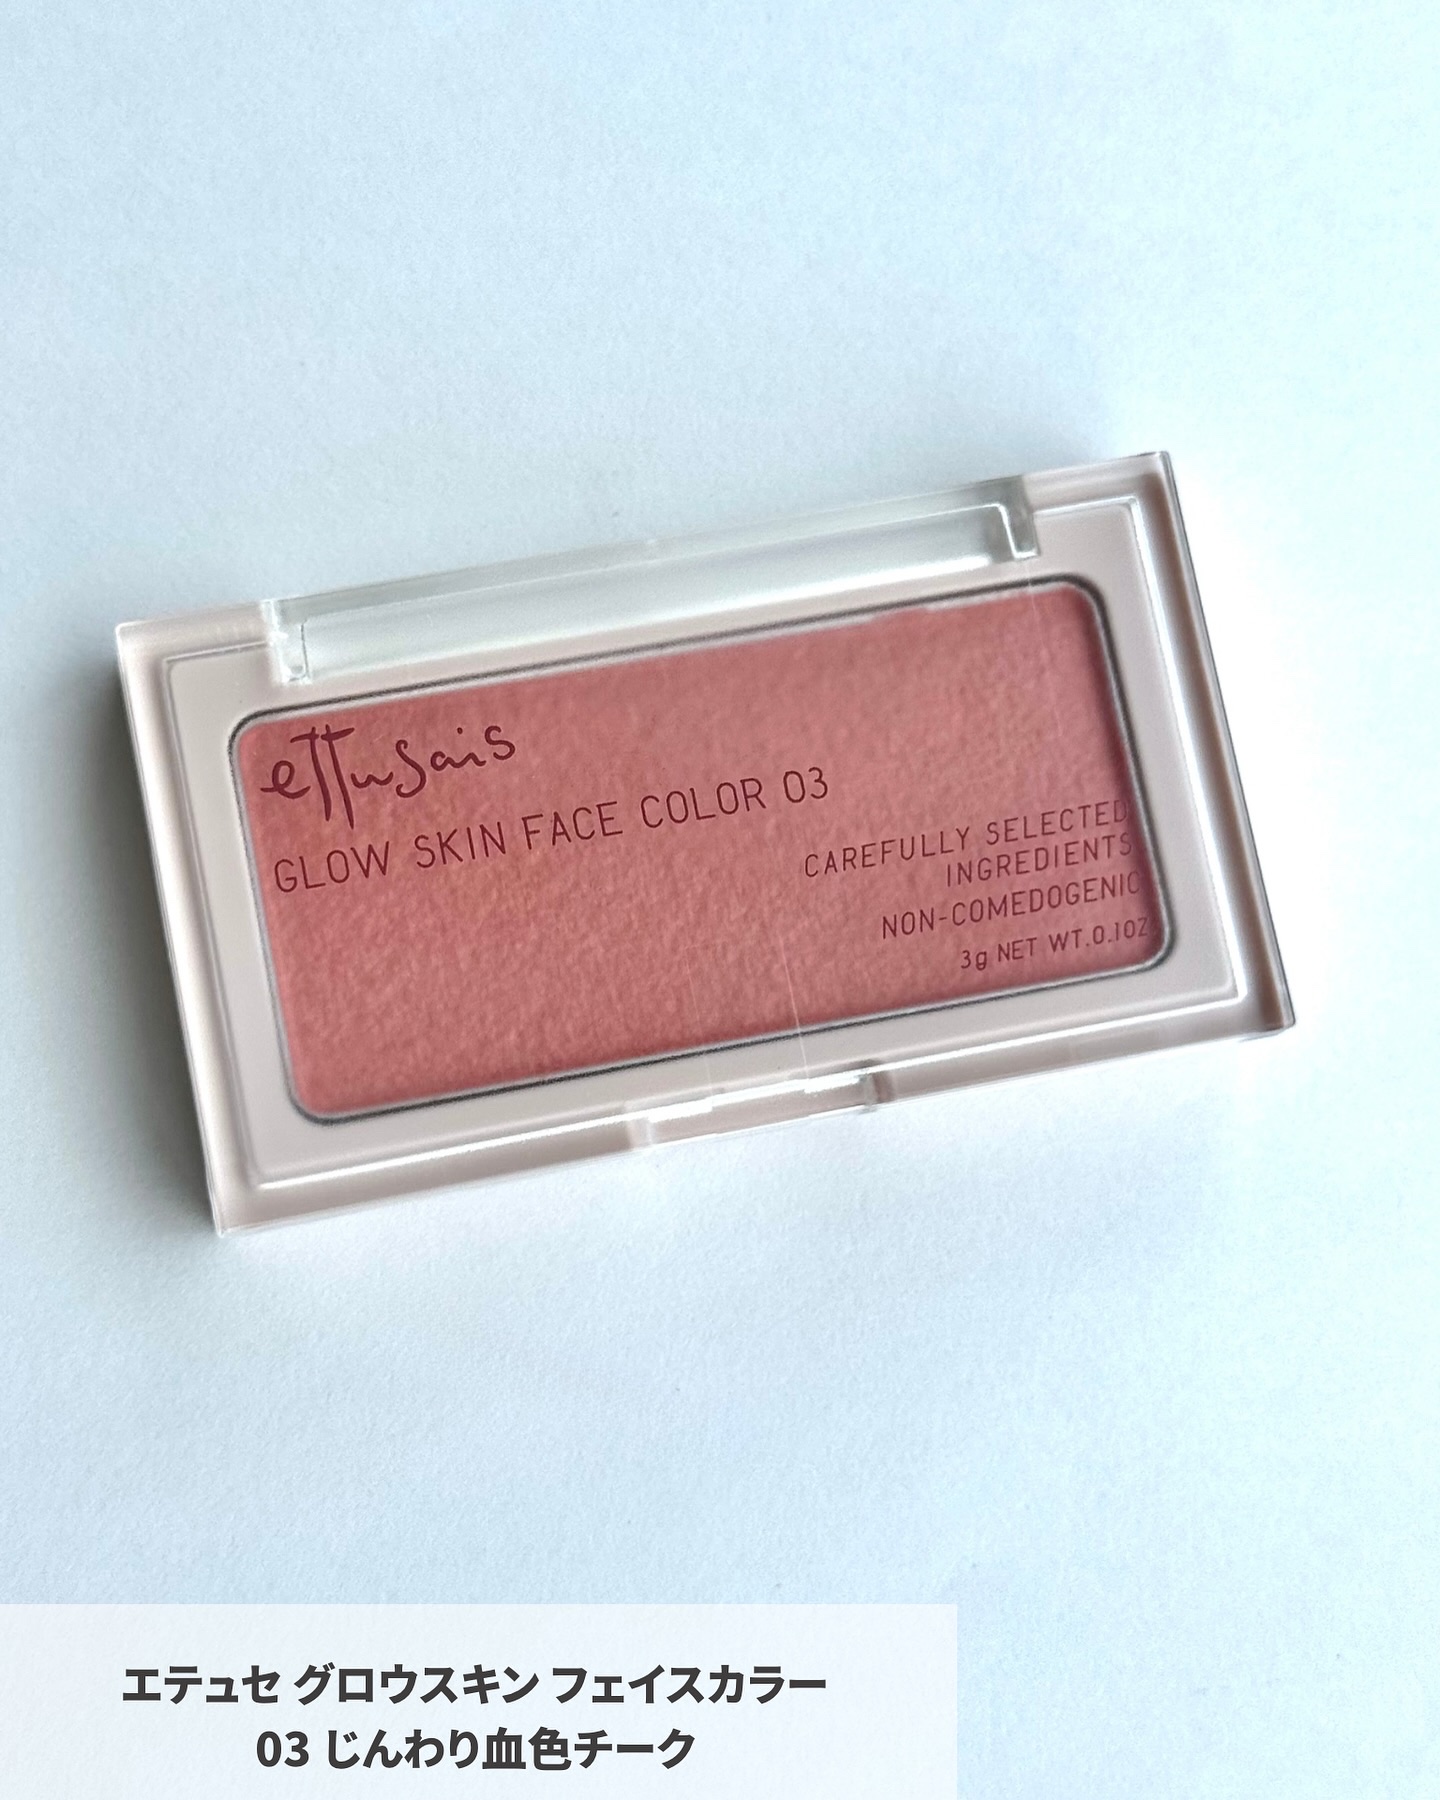 ettusais
GLOW SKIN FACE COLOR 03
CAREFULLY SELECTED
INGREDIENTS
NON-COMEDOGENIC
3g NET WT.0.1OZ
エテュセ グロウスキン フェイスカラー
03 じんわり血色チーク